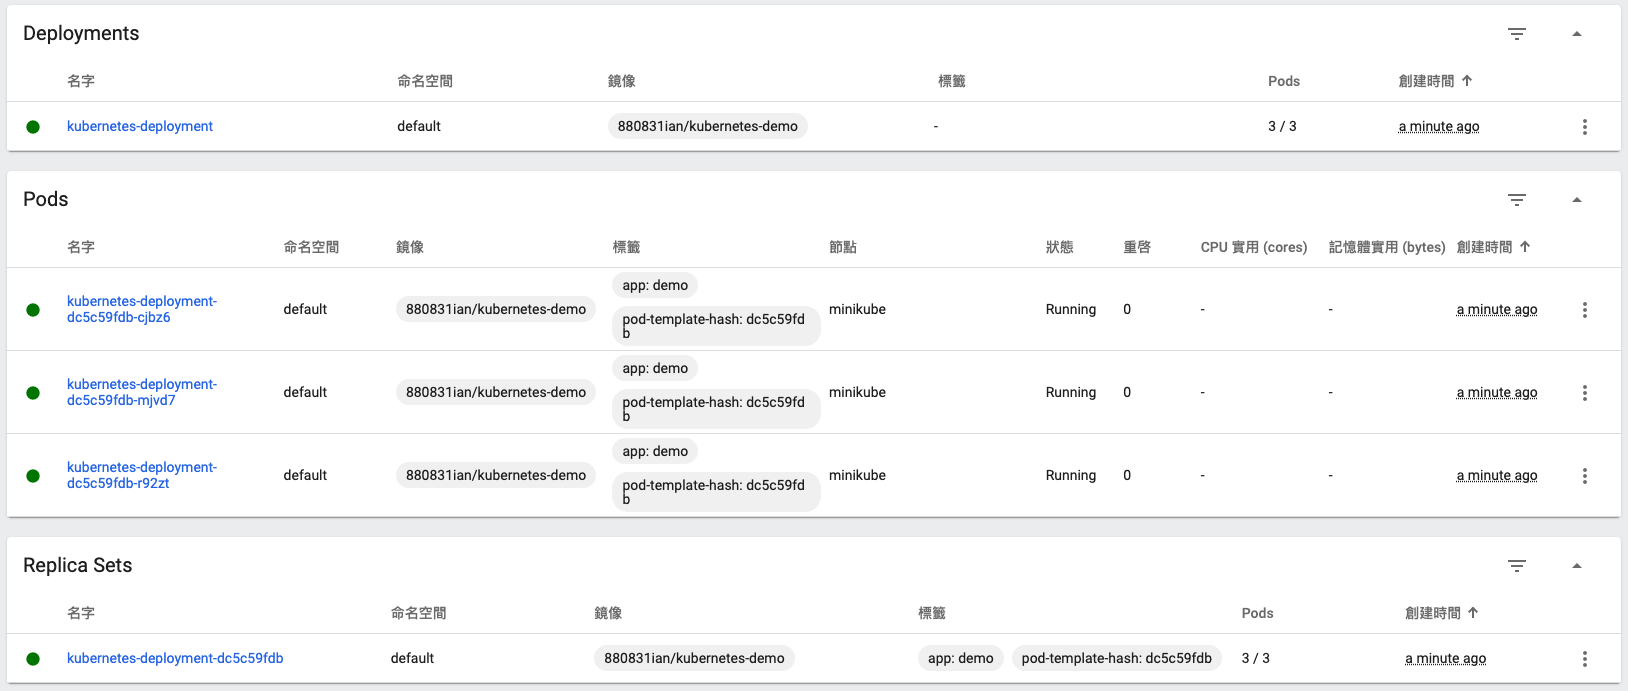 Deployments
名字 命名空間 鏡像 標籤 Pods 創建時間 ↑
kubernetes-deployment default 880831ian/kubernetes-demo - 3 / 3 a minute ago
Pods
名字 命名空間 鏡像 標籤 節點 狀態 重啓 CPU 實用 (cores) 記憶體實用 (bytes) 創建時間 ↑
kubernetes-deployment-
dc5c59fdb-cjbz6
default 880831ian/kubernetes-demo
app: demo
pod-template-hash: dc5c59fd
b
minikube Running 0 - - a minute ago
kubernetes-deployment-
dc5c59fdb-mjvd7
default 880831ian/kubernetes-demo
app: demo
pod-template-hash: dc5c59fd
b
minikube Running 0 - - a minute ago
kubernetes-deployment-
dc5c59fdb-r92zt
default 880831ian/kubernetes-demo
app: demo
pod-template-hash: dc5c59fd
b
minikube Running 0 - - a minute ago
Replica Sets
名字 命名空間 鏡像 標籤 Pods 創建時間 ↑
kubernetes-deployment-dc5c59fdb default 880831ian/kubernetes-demo app: demo pod-template-hash: dc5c59fdb 3 / 3 a minute ago